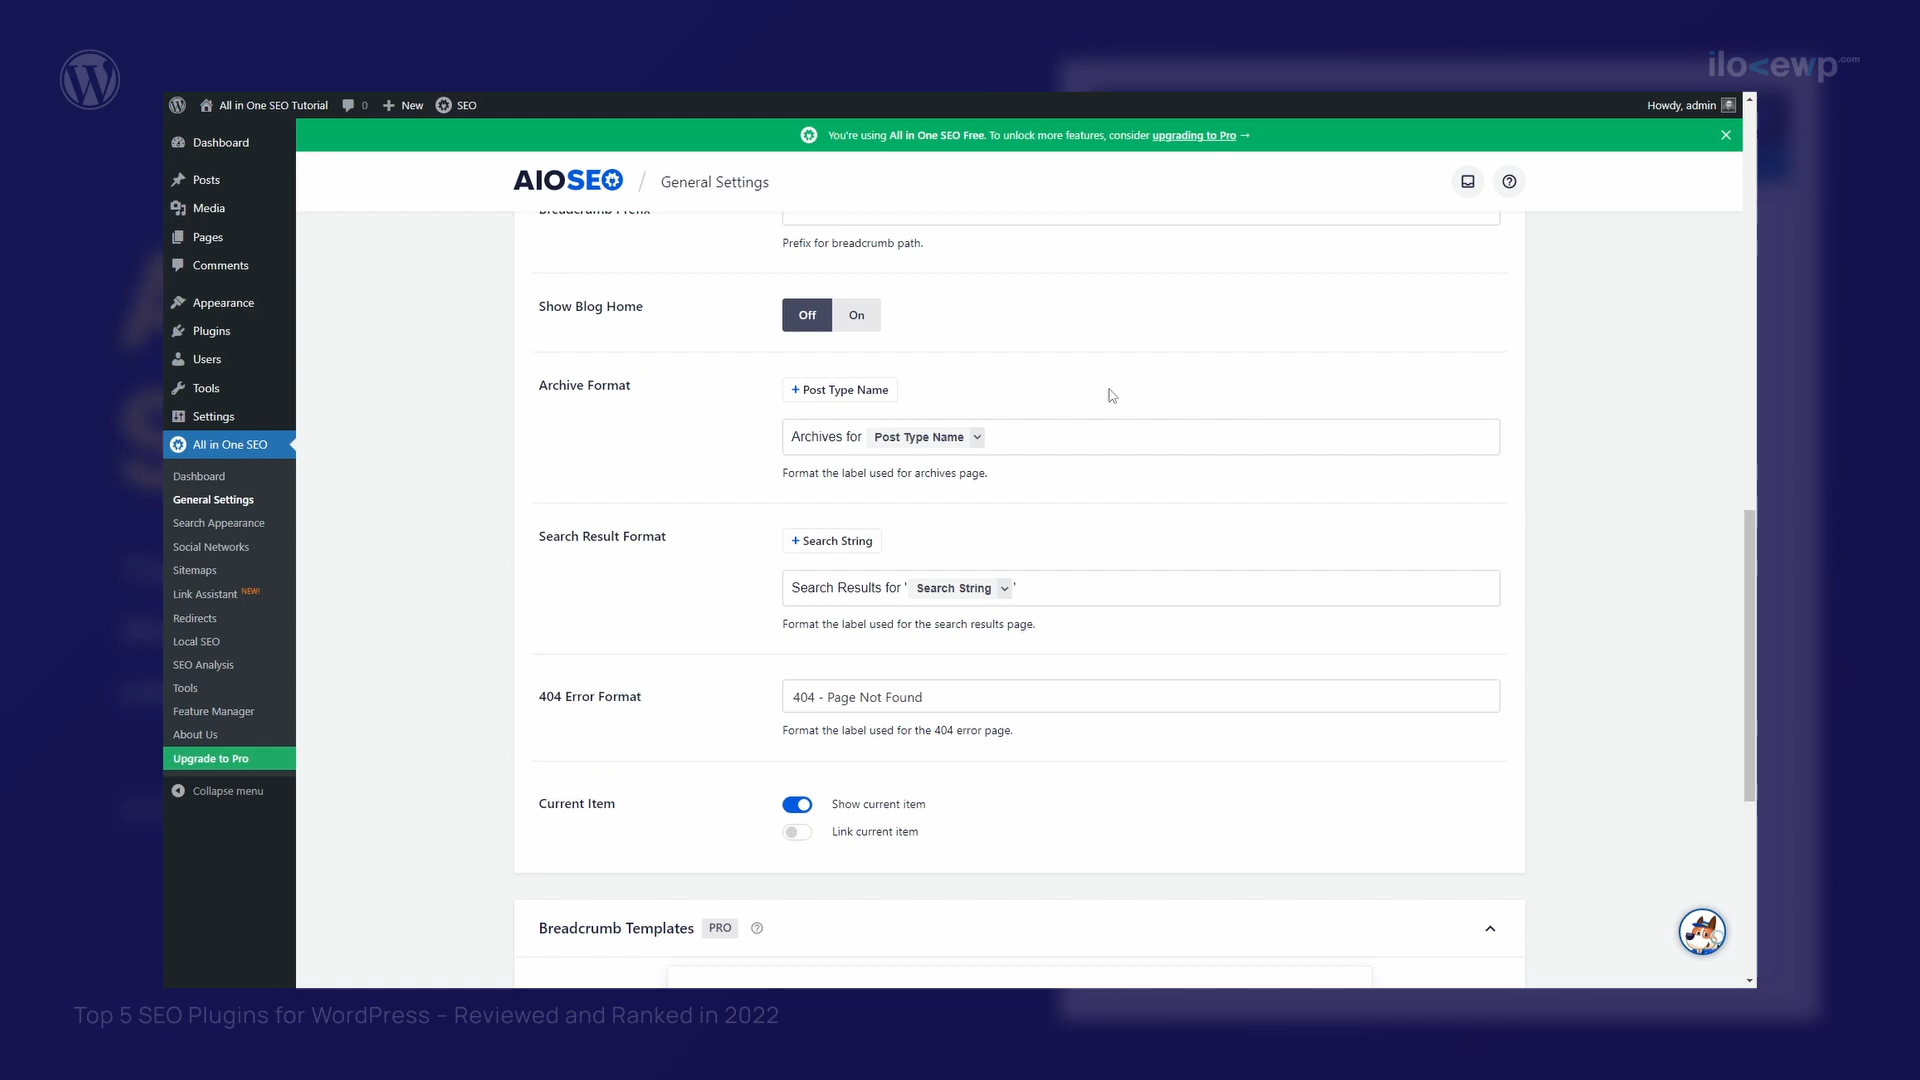 ilovewp.com
All in One SEO Tutorial 0 New SEO Howdy, admin
You're using All in One SEO Free. To unlock more features, consider upgrading to Pro →
Dashboard
Posts
Media
Pages
Comments
Appearance
Plugins
Users
Tools
Settings
All in One SEO
Dashboard
General Settings
Search Appearance
Social Networks
Sitemaps
Link Assistant NEW!
Redirects
Local SEO
SEO Analysis
Tools
Feature Manager
About Us
Upgrade to Pro
Collapse menu
AIOSEO / General Settings
Breadcrumb Prefix
Prefix for breadcrumb path.
Show Blog Home
Off On
Archive Format
+ Post Type Name
Archives for Post Type Name
Format the label used for archives page.
Search Result Format
+ Search String
Search Results for ' Search String '
Format the label used for the search results page.
404 Error Format
404 - Page Not Found
Format the label used for the 404 error page.
Current Item
Show current item
Link current item
Breadcrumb Templates PRO
Top 5 SEO Plugins for WordPress – Reviewed and Ranked in 2022